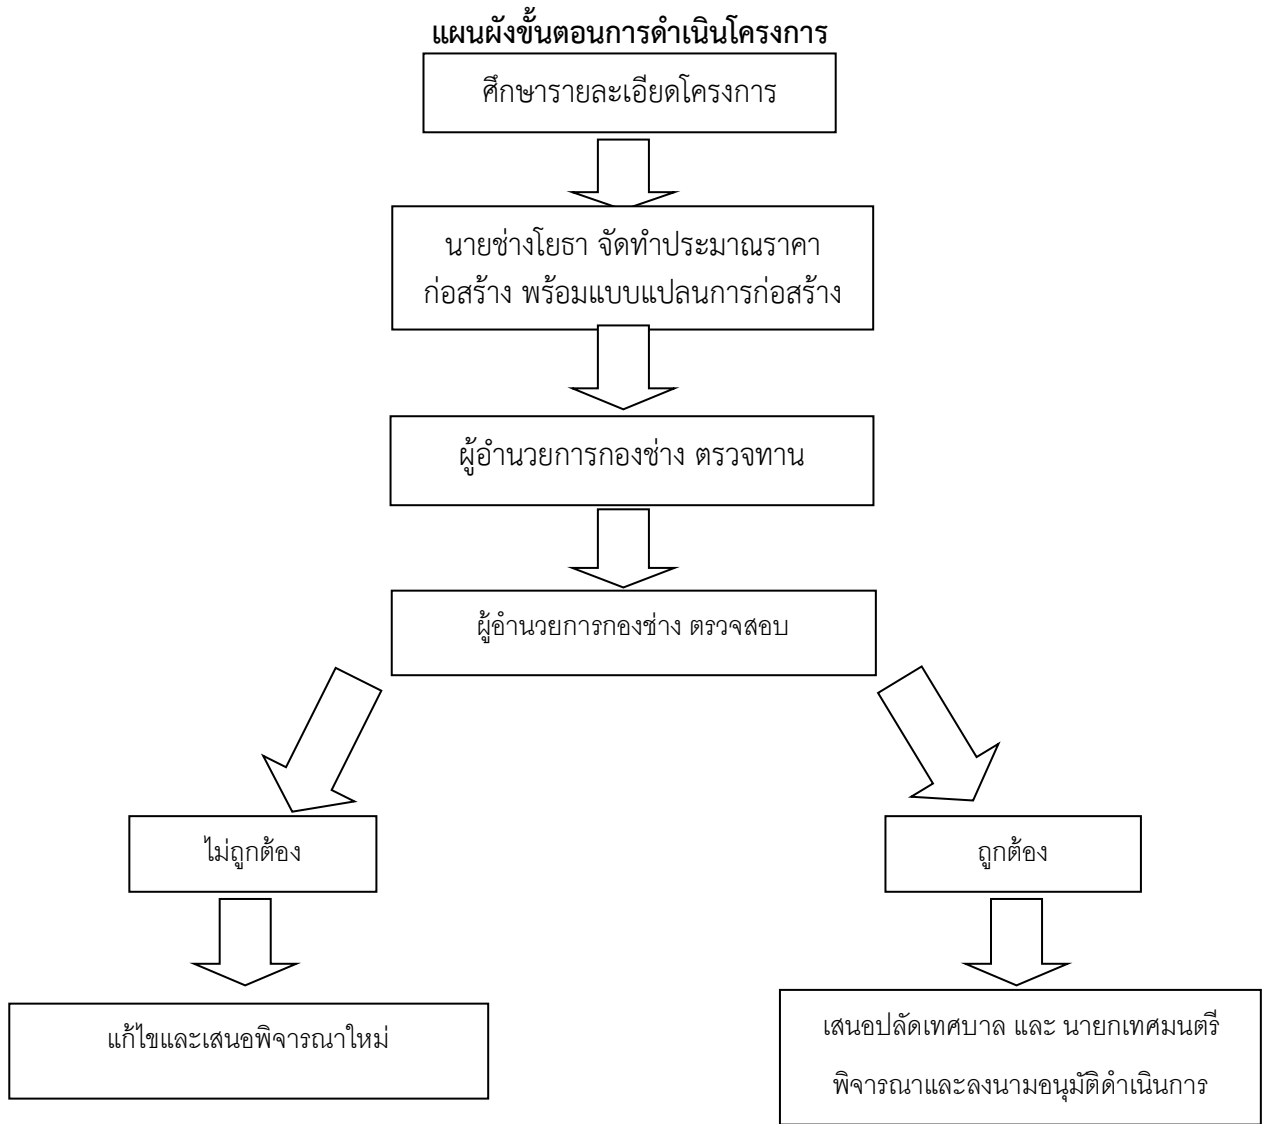 แผนผังขั้นตอนการดำเนินโครงการ
ศึกษารายละเอียดโครงการ
นายช่างโยธา จัดทำประมาณราคา
ก่อสร้าง พร้อมแบบแปลนการก่อสร้าง
ผู้อำนวยการกองช่าง ตรวจทาน
ผู้อำนวยการกองช่าง ตรวจสอบ
ไม่ถูกต้อง
ถูกต้อง
แก้ไขและเสนอพิจารณาใหม่
เสนอปลัดเทศบาล และ นายกเทศมนตรี
พิจารณาและลงนามอนุมัติดำเนินการ